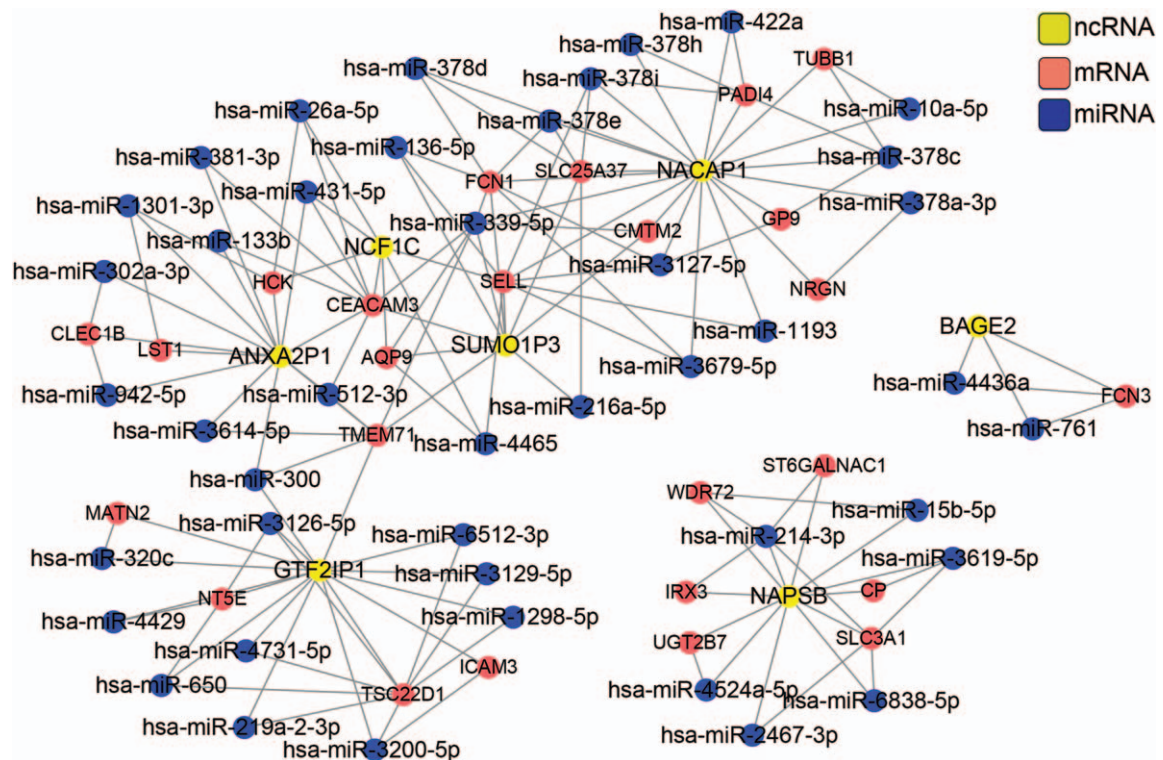 hsa-miR-422a
ncRNA
hsa-miR-378h
hsa-miR-378d
hsa-miR-378i
TUBB1
mRNA
PADI4
miRNA
hsa-miR-26a-5p
hsa-miR-10a-5p
hsa-miR-378e
hsa-miR-136-5p
hsa-miR-381-3p
hsa-miR-378c
FCN1
SLC25A37
NACAP1
hsa-miR-431-5p
hsa-miR-1301-3p
hsa-miR-378a-3p
hsa-miR-339-5p
GP9
CMTM2
hsa-miR-133b
NCF1C
hsa-miR-3127-5p
hsa-miR-302a-3p
HCK
SELL
NRGN
CEACAM3
BAGE2
hsa-miR-1193
CLEC1B
LST1
ANXA2P1
AQP9
SUMO1P3
hsa-miR-3679-5p
hsa-miR-4436a
hsa-miR-942-5p
hsa-miR-512-3p
FCN3
hsa-miR-216a-5p
hsa-miR-3614-5p
TMEM71
hsa-miR-761
hsa-miR-4465
ST6GALNAC1
hsa-miR-300
WDR72
MATN2
hsa-miR-15b-5p
hsa-miR-3126-5p
hsa-miR-6512-3p
hsa-miR-214-3p
hsa-miR-320c
hsa-miR-3619-5p
GTF2IP1
hsa-miR-3129-5p
IRX3
NAPSB
CP
NT5E
hsa-miR-4429
hsa-miR-1298-5p
UGT2B7
SLC3A1
hsa-miR-4731-5p
ICAM3
hsa-miR-650
TSC22D1
hsa-miR-4524a-5p
hsa-miR-6838-5p
hsa-miR-219a-2-3p
hsa-miR-2467-3p
hsa-miR-3200-5p